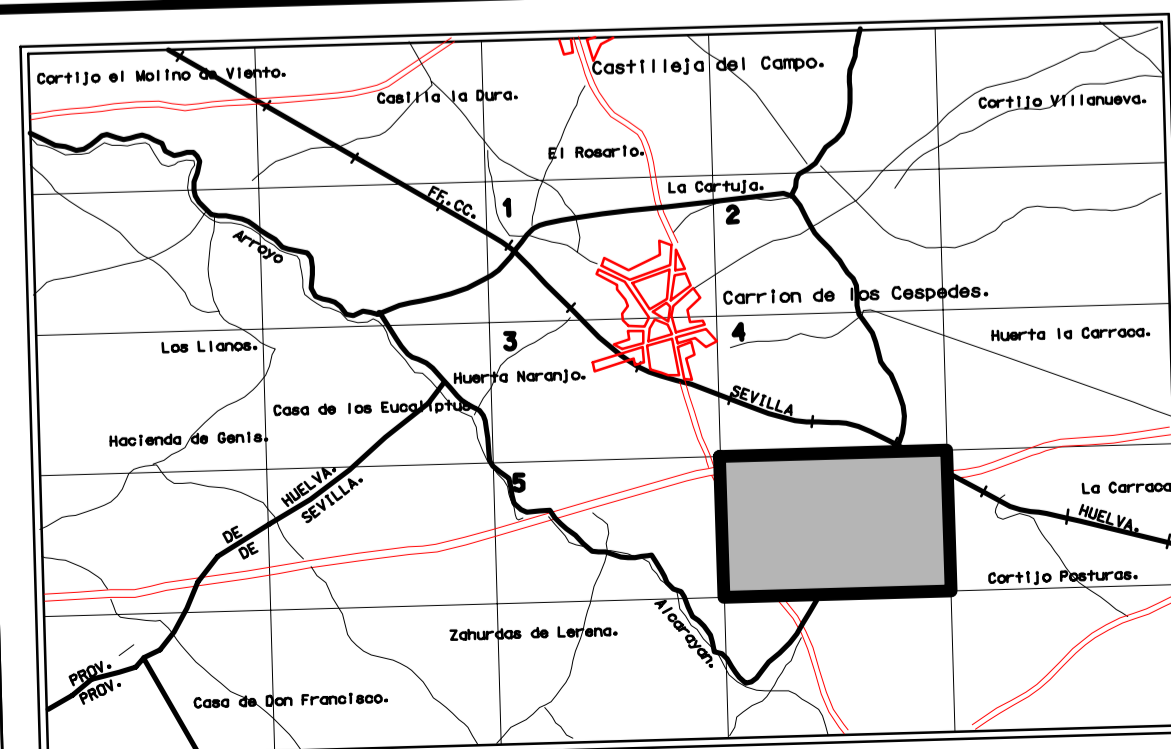 Castilleja del Campo.
Cortijo el Molino de Viento.
Casilla la Dura.
Cortijo Villanueva.
El Rosario.
La Cartuja.
FF.CC.
1
2
Arroyo
Carrion de los Cespedes.
3
4
Los Llanos.
Huerta la Carraca.
Huerta Naranjo.
SEVILLA
Casa de los Eucaliptus
Hacienda de Genis.
HUELVA.
SEVILLA.
5
La Carraca
HUELVA.
DE
DE
Cortijo Posturas.
Alcarayan.
Zahurdas de Lerena.
PROV.
PROV.
Casa de Don Francisco.